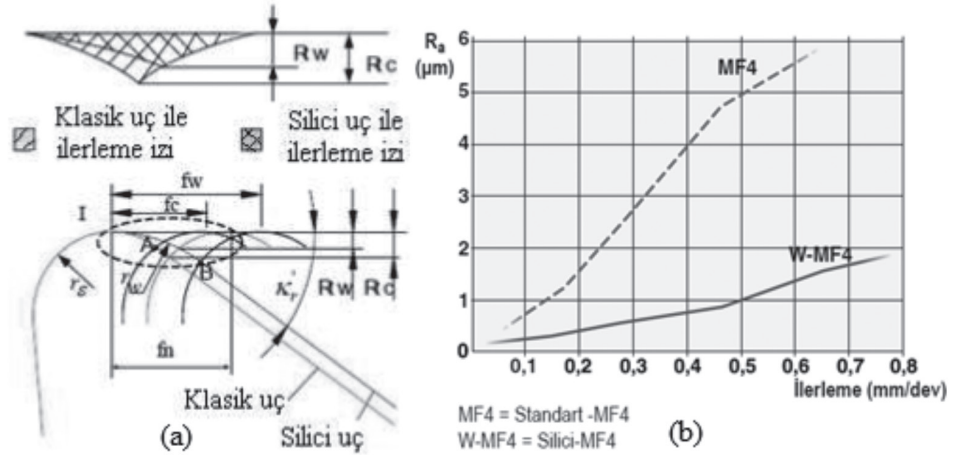 Rw
Rc
Klasik uç ile
ilerleme izi
Silici uç ile
ilerleme izi
fw
fc
I
A
B
rε
rw
κr
Rw
Rc
fn
Klasik uç
Silici uç
(a)
Ra
(µm)
6
5
4
3
2
1
0
MF4
W-MF4
0,1 0,2 0,3 0,4 0,5 0,6 0,7 0,8
İlerleme (mm/dev)
MF4 = Standart -MF4
W-MF4 = Silici-MF4
(b)